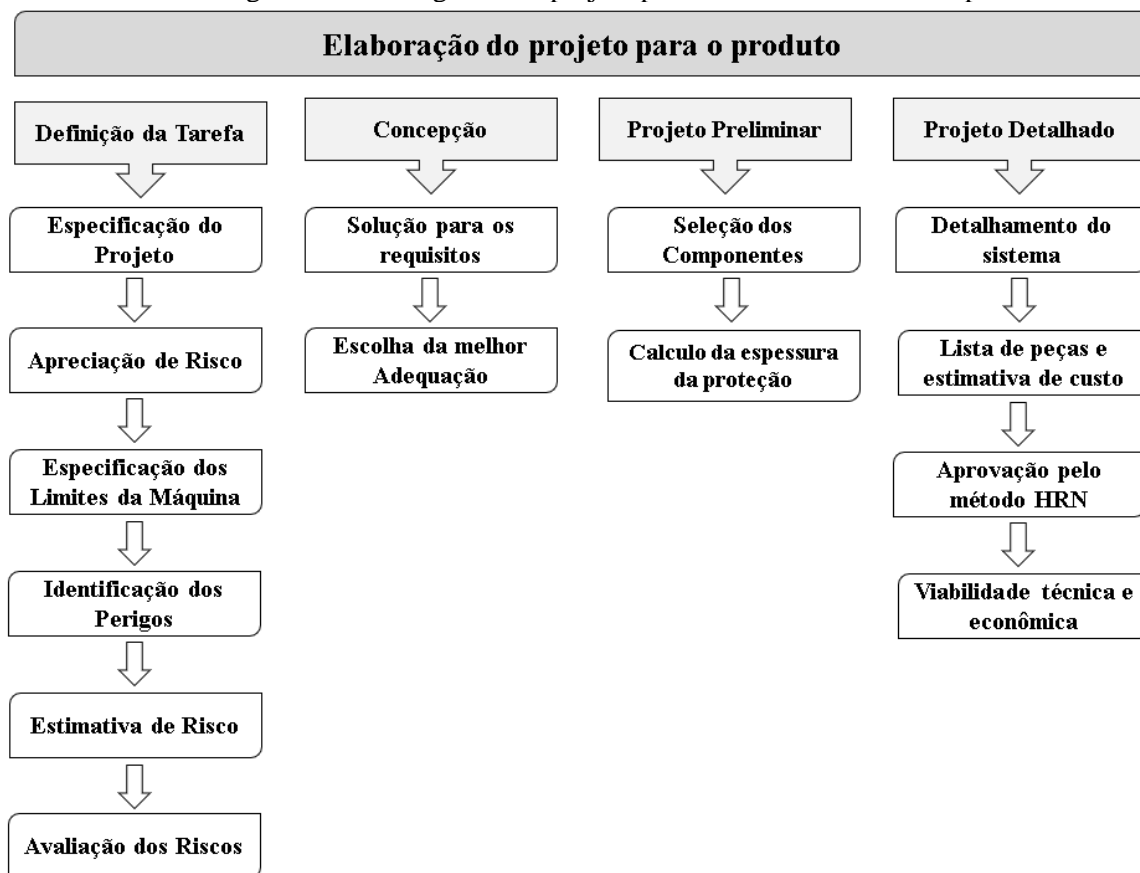 Elaboração do projeto para o produto
Definição da Tarefa
Especificação do
Projeto
Apreciação de Risco
Especificação dos
Limites da Máquina
Identificação dos
Perigos
Estimativa de Risco
Avaliação dos Riscos
Concepção
Solução para os
requisitos
Escolha da melhor
Adequação
Projeto Preliminar
Seleção dos
Componentes
Calculo da espessura
da proteção
Projeto Detalhado
Detalhamento do
sistema
Lista de peças e
estimativa de custo
Aprovação pelo
método HRN
Viabilidade técnica e
econômica